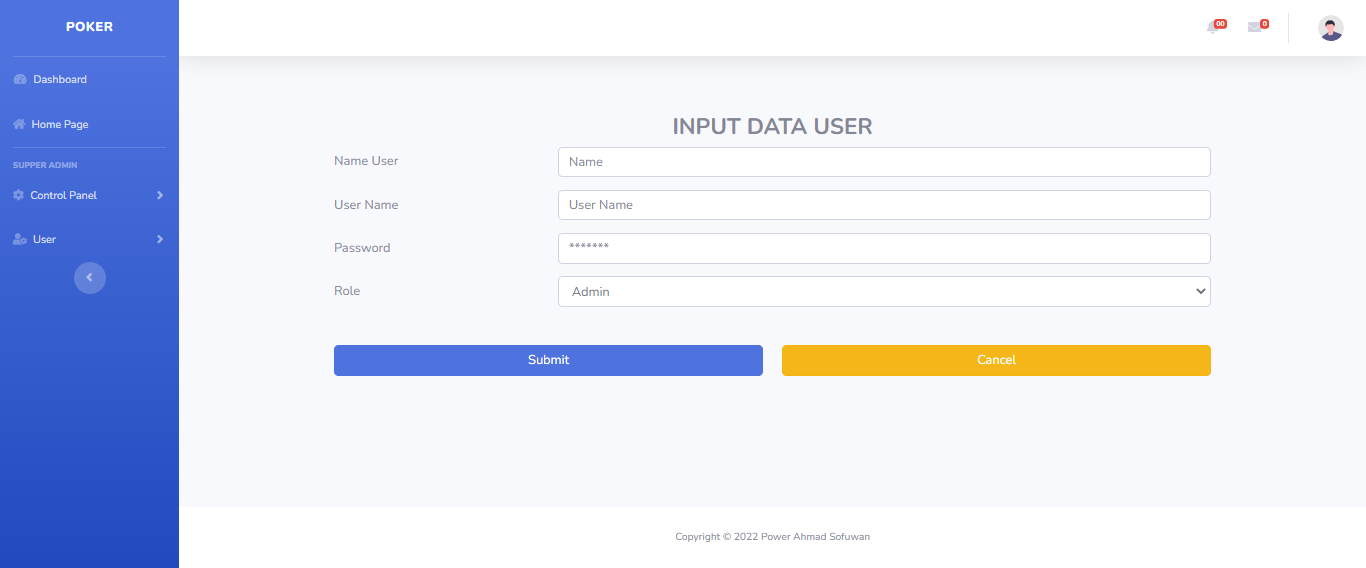 POKER
00
0
Dashboard
Home Page
SUPPER ADMIN
Control Panel
User
INPUT DATA USER
Name User
Name
User Name
User Name
Password
*******
Role
Admin
Submit
Cancel
Copyright © 2022 Power Ahmad Sofuwan